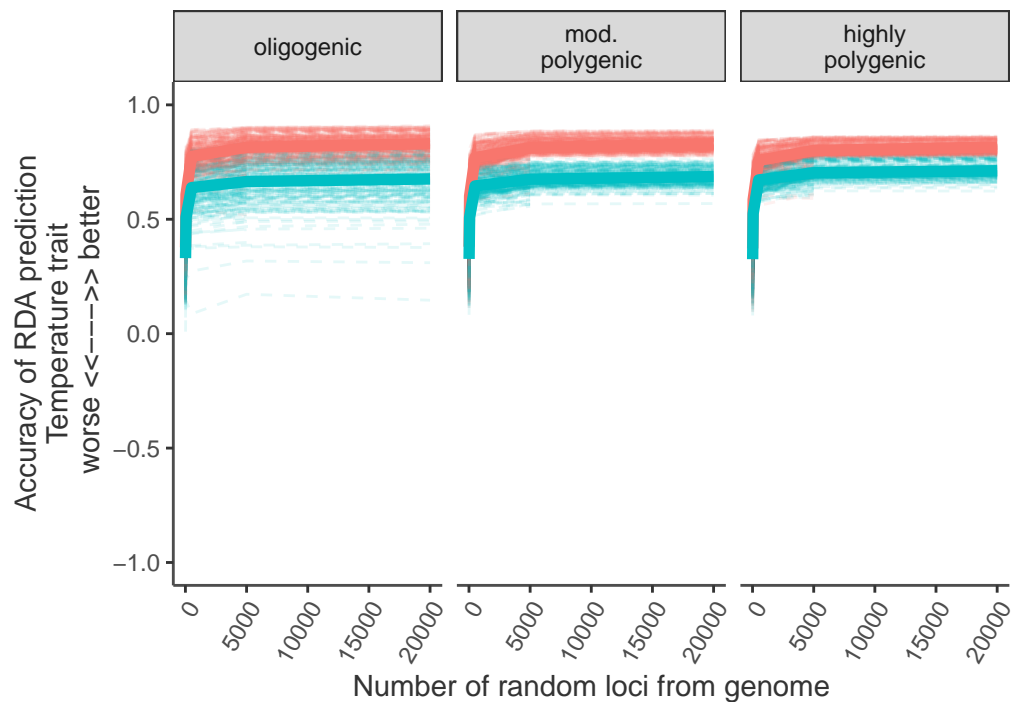 oligogenic
mod.
polygenic
highly
polygenic
Accuracy of RDA prediction
Temperature trait
worse <<−−−−>> better
1.0
0.5
0.0
−0.5
−1.0
0
5000
10000
15000
20000
0
5000
10000
15000
20000
0
5000
10000
15000
20000
Number of random loci from genome